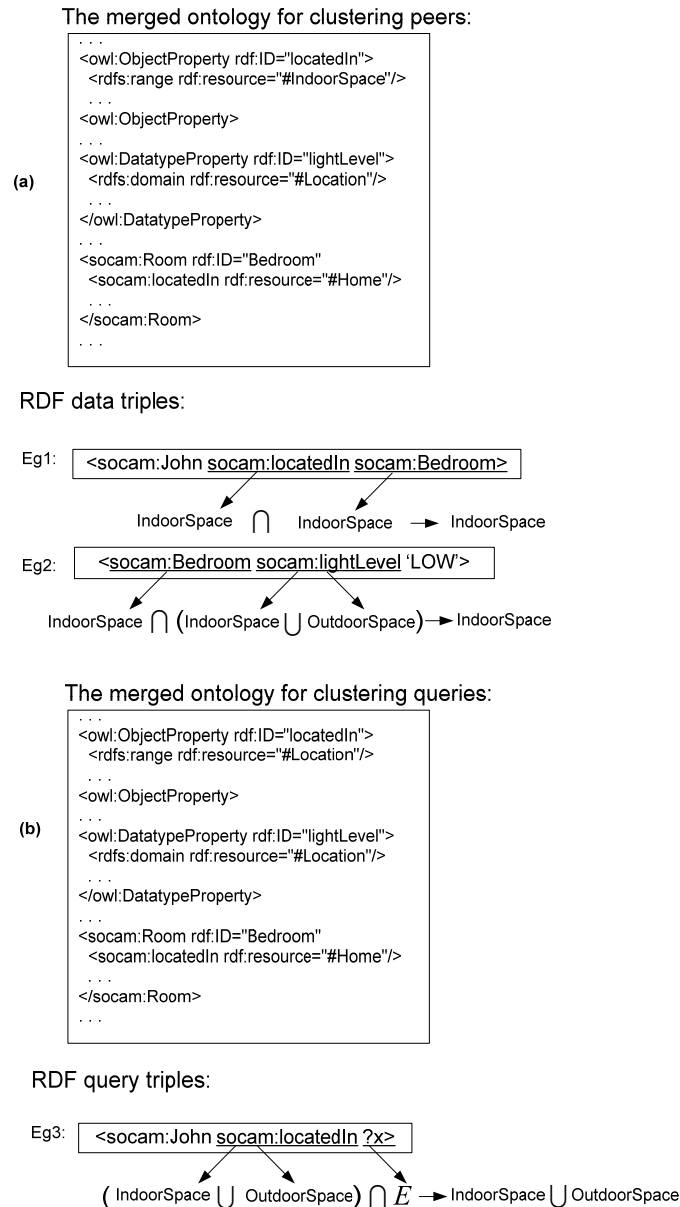 The merged ontology for clustering peers:
. . .
<owl:ObjectProperty rdf:ID="locatedIn">
<rdfs:range rdf:resource="#IndoorSpace"/>
. . .
<owl:ObjectProperty>
. . .
<owl:DatatypeProperty rdf:ID="lightLevel">
<rdfs:domain rdf:resource="#Location"/>
. . .
</owl:DatatypeProperty>
. . .
<socam:Room rdf:ID="Bedroom"
<socam:locatedIn rdf:resource="#Home"/>
. . .
</socam:Room>
. . .
(a)
RDF data triples:
Eg1: <socam:John socam:locatedIn socam:Bedroom>
IndoorSpace ∩ IndoorSpace → IndoorSpace
Eg2: <socam:Bedroom socam:lightLevel ‘LOW’>
IndoorSpace ∩ (IndoorSpace ∪ OutdoorSpace) → IndoorSpace
The merged ontology for clustering queries:
. . .
<owl:ObjectProperty rdf:ID="locatedIn">
<rdfs:range rdf:resource="#Location"/>
. . .
<owl:ObjectProperty>
. . .
<owl:DatatypeProperty rdf:ID="lightLevel">
<rdfs:domain rdf:resource="#Location"/>
. . .
</owl:DatatypeProperty>
. . .
<socam:Room rdf:ID="Bedroom"
<socam:locatedIn rdf:resource="#Home"/>
. . .
</socam:Room>
. . .
(b)
RDF query triples:
Eg3: <socam:John socam:locatedIn ?x>
( IndoorSpace ∪ OutdoorSpace) ∩ E → IndoorSpace ∪ OutdoorSpace